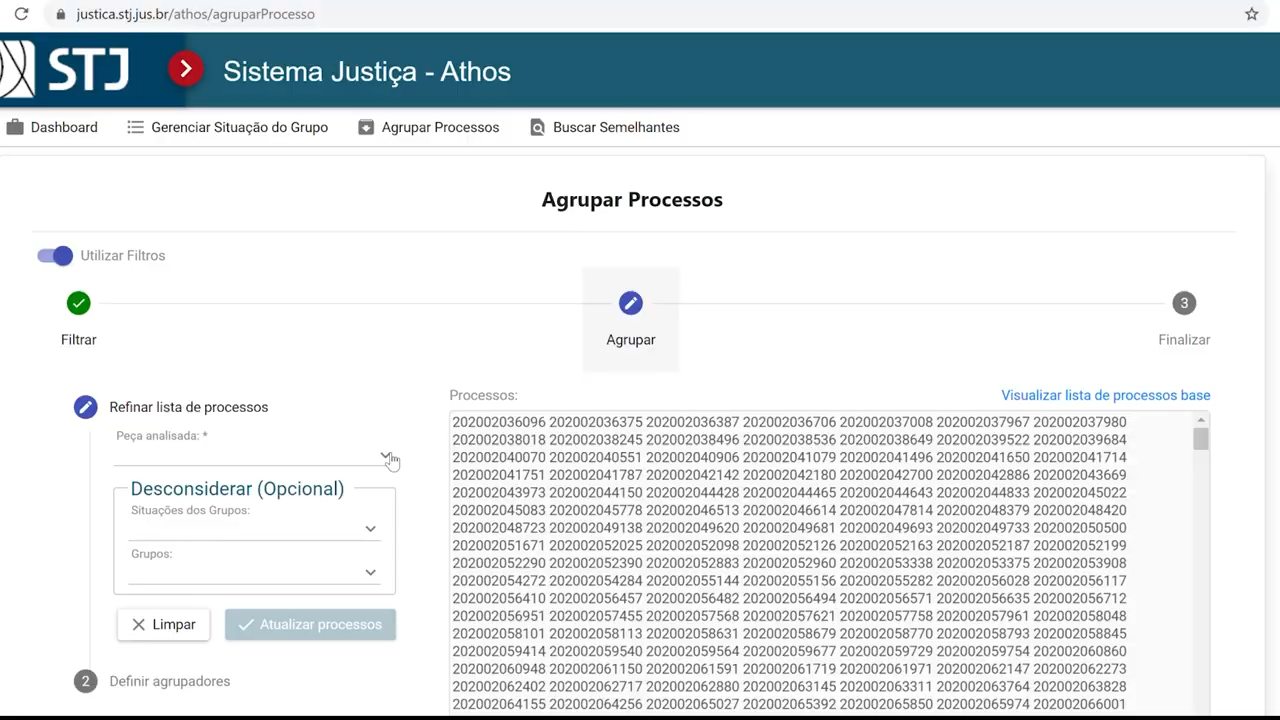 justica.stj.jus.br/athos/agruparProcesso
STJ
Sistema Justiça - Athos
Dashboard
Gerenciar Situação do Grupo
Agrupar Processos
Buscar Semelhantes
Agrupar Processos
Utilizar Filtros
3
Filtrar
Agrupar
Finalizar
Refinar lista de processos
Peça analisada: *
Desconsiderar (Opcional)
Situações dos Grupos:
Grupos:
Limpar
Atualizar processos
2
Definir agrupadores
Processos:
Visualizar lista de processos base
202002036096 202002036375 202002036387 202002036706 202002037008 202002037967 202002037980
202002038018 202002038245 202002038496 202002038536 202002038649 202002039522 202002039684
202002040070 202002040551 202002040906 202002041079 202002041496 202002041650 202002041714
202002041751 202002041787 202002042142 202002042180 202002042700 202002042886 202002043669
202002043973 202002044150 202002044428 202002044465 202002044643 202002044833 202002045022
202002045083 202002045778 202002046513 202002046614 202002047814 202002048379 202002048420
202002048723 202002049138 202002049620 202002049681 202002049693 202002049733 202002050500
202002051671 202002052025 202002052098 202002052126 202002052163 202002052187 202002052199
202002052290 202002052390 202002052883 202002052960 202002053338 202002053375 202002053908
202002054272 202002054284 202002055144 202002055156 202002055282 202002056028 202002056117
202002056410 202002056457 202002056482 202002056494 202002056571 202002056635 202002056712
202002056951 202002057455 202002057568 202002057621 202002057758 202002057961 202002058048
202002058101 202002058113 202002058631 202002058679 202002058770 202002058793 202002058845
202002059414 202002059540 202002059564 202002059677 202002059729 202002059754 202002060860
202002060948 202002061150 202002061591 202002061719 202002061971 202002062147 202002062273
202002062402 202002062717 202002062880 202002063145 202002063311 202002063764 202002063828
202002064155 202002064256 202002065027 202002065392 202002065850 202002065974 202002066001